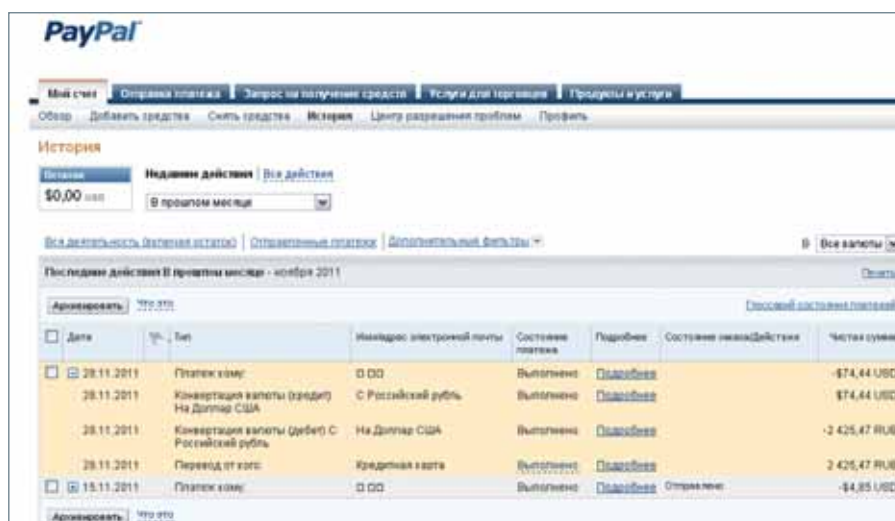 PayPal
Мой счет Отправка платежа Запрос на получение средств Услуги для торговцев Продукты и услуги
Обзор Добавить средства Снять средства История Центр разрешения проблем Профиль
История
Остаток
$0,00 USD
Недавние действия | Все действия
В прошлом месяце
Вся деятельность (включая остаток) | Отправленные платежи | Дополнительные фильтры
В Все валюты
Последние действия В прошлом месяце - ноября 2011
Архивировать Что это
Глоссарий состояния платежей
Дата Тип Имя/адрес электронной почты Состояние платежа Подробнее Состояние заказа/Действия Чистая сумма
28.11.2011 Платеж кому: Выполнено Подробнее -$74,44 USD
28.11.2011 Конвертация валюты (кредит) На Доллар США С Российский рубль Выполнено Подробнее $74,44 USD
28.11.2011 Конвертация валюты (дебет) С Российский рубль На Доллар США Выполнено Подробнее -2 425,47 RUB
28.11.2011 Перевод от кого: Кредитная карта Выполнено Подробнее 2 425,47 RUB
15.11.2011 Платеж кому: Выполнено Подробнее Отправлено -$4,85 USD
Архивировать Что это